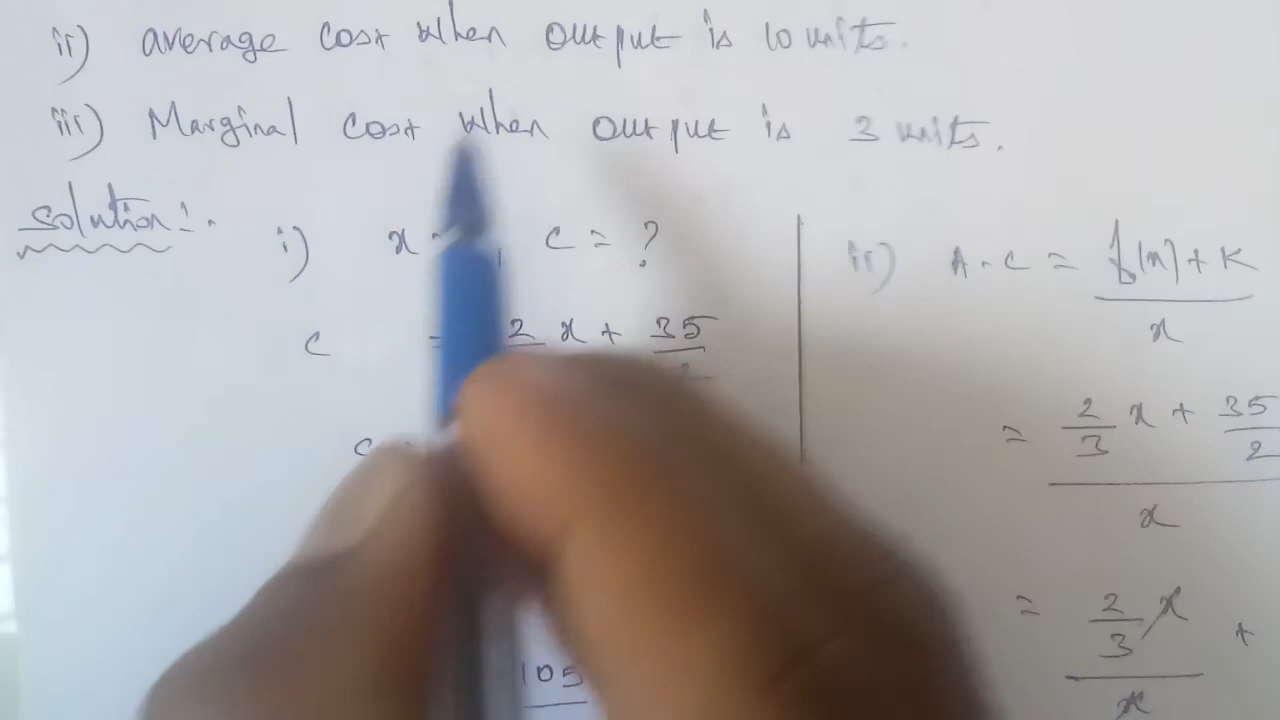 ii) average cost when output is 10 units.
iii) Marginal cost when output is 3 units.
Solution:-
i) x , c = ?
c = 2 x + 35
c
105
ii) A.C = f(x) + K
x
= 2/3 x + 35/2
x
= 2/3 x +
x